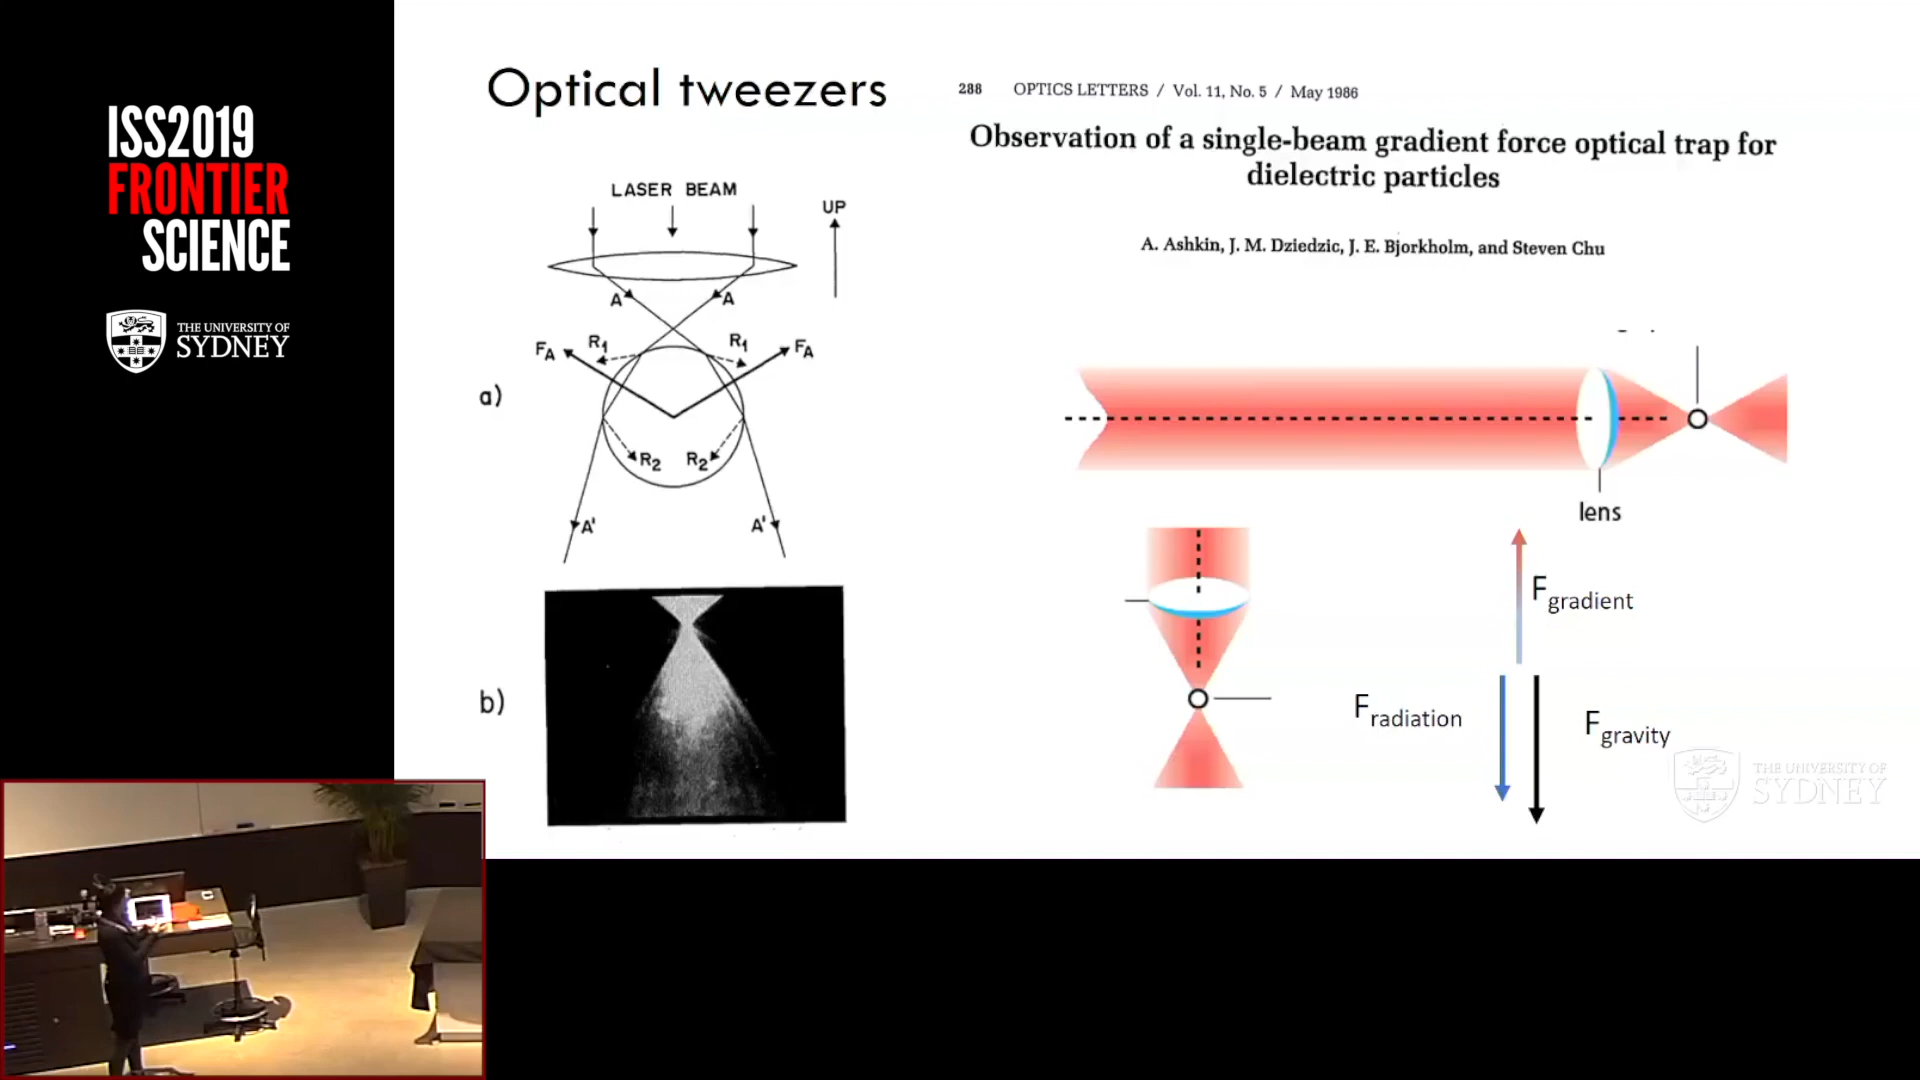 ISS2019
FRONTIER
SCIENCE
THE UNIVERSITY OF
SYDNEY
Optical tweezers
288 OPTICS LETTERS / Vol. 11, No. 5 / May 1986
Observation of a single-beam gradient force optical trap for
dielectric particles
A. Ashkin, J. M. Dziedzic, J. E. Bjorkholm, and Steven Chu
LASER BEAM
UP
A A
R1 R1
FA FA
a)
R2 R2
A' A'
b)
lens
Fgradient
Fradiation
Fgravity
THE UNIVERSITY OF
SYDNEY